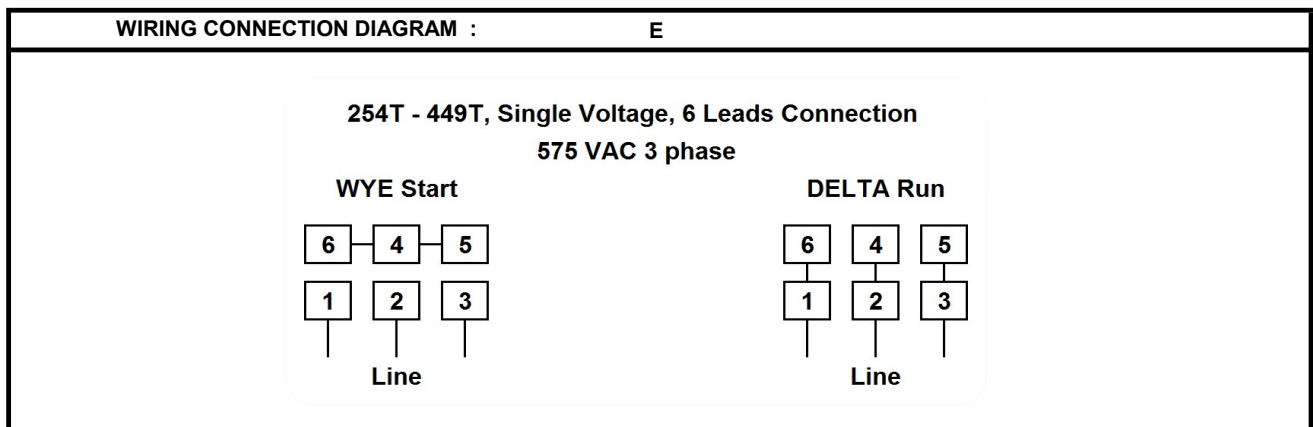 WIRING CONNECTION DIAGRAM : E
254T - 449T, Single Voltage, 6 Leads Connection
575 VAC 3 phase
WYE Start DELTA Run
6 4 5 6 4 5
1 2 3 1 2 3
Line Line